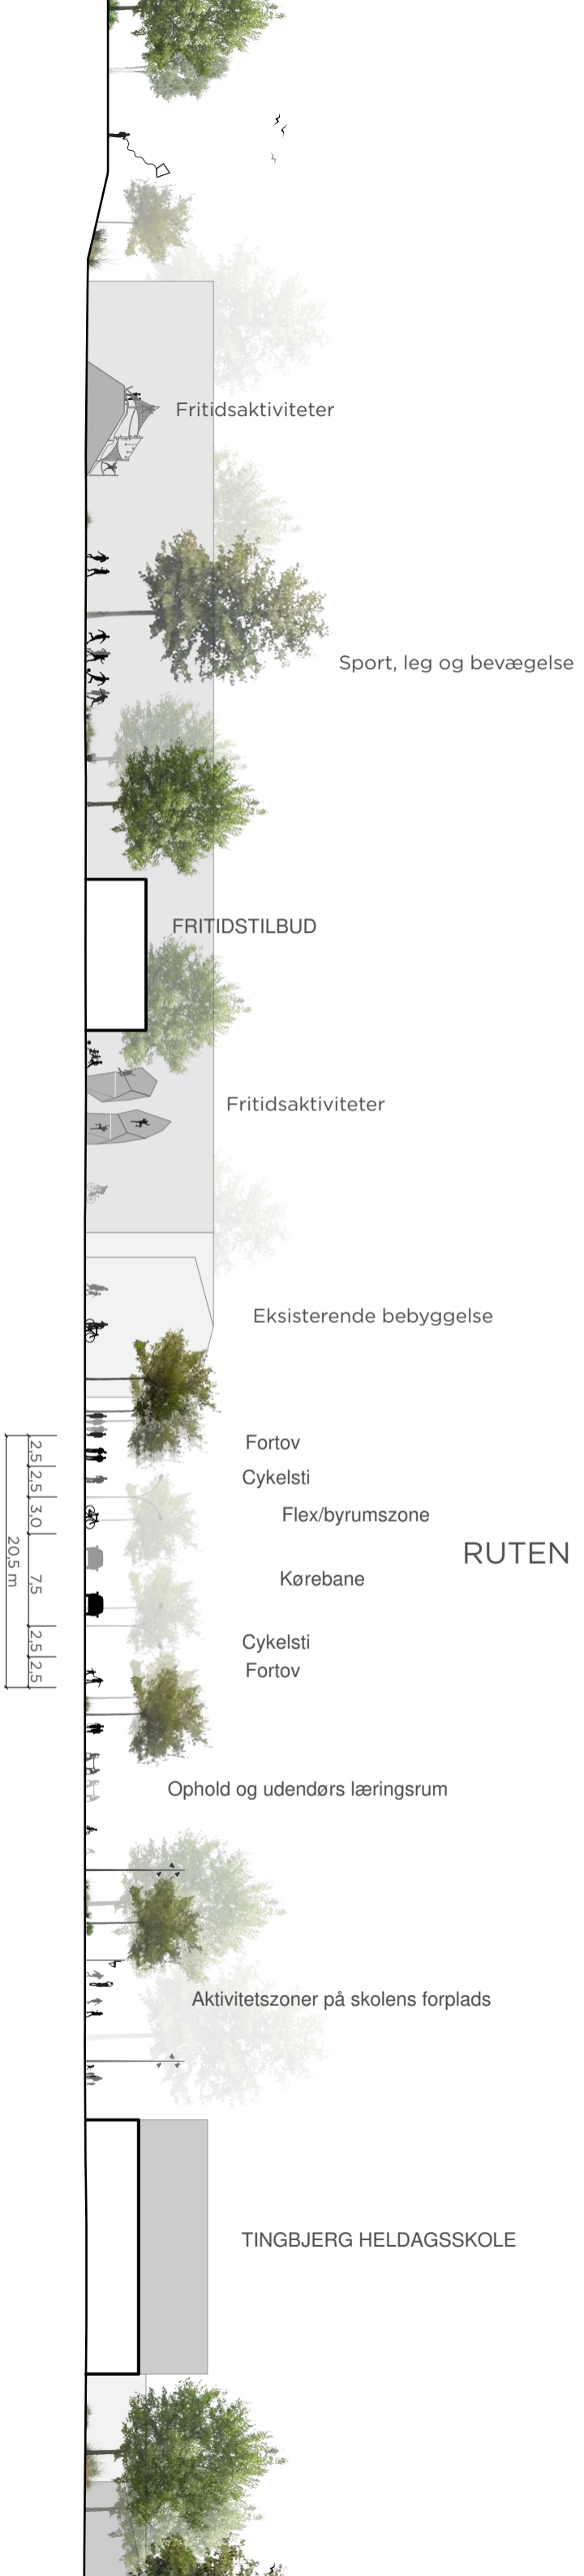 Fritidsaktiviteter
Sport, leg og bevægelse
FRITIDSTILBUD
Fritidsaktiviteter
Eksisterende bebyggelse
Fortov
Cykelsti
Flex/byrumszone
RUTEN
Kørebane
Cykelsti
Fortov
2,5
2,5
3,0
7,5
2,5
2,5
20,5 m
Ophold og udendørs læringsrum
Aktivitetszoner på skolens forplads
TINGBJERG HELDAGSSKOLE